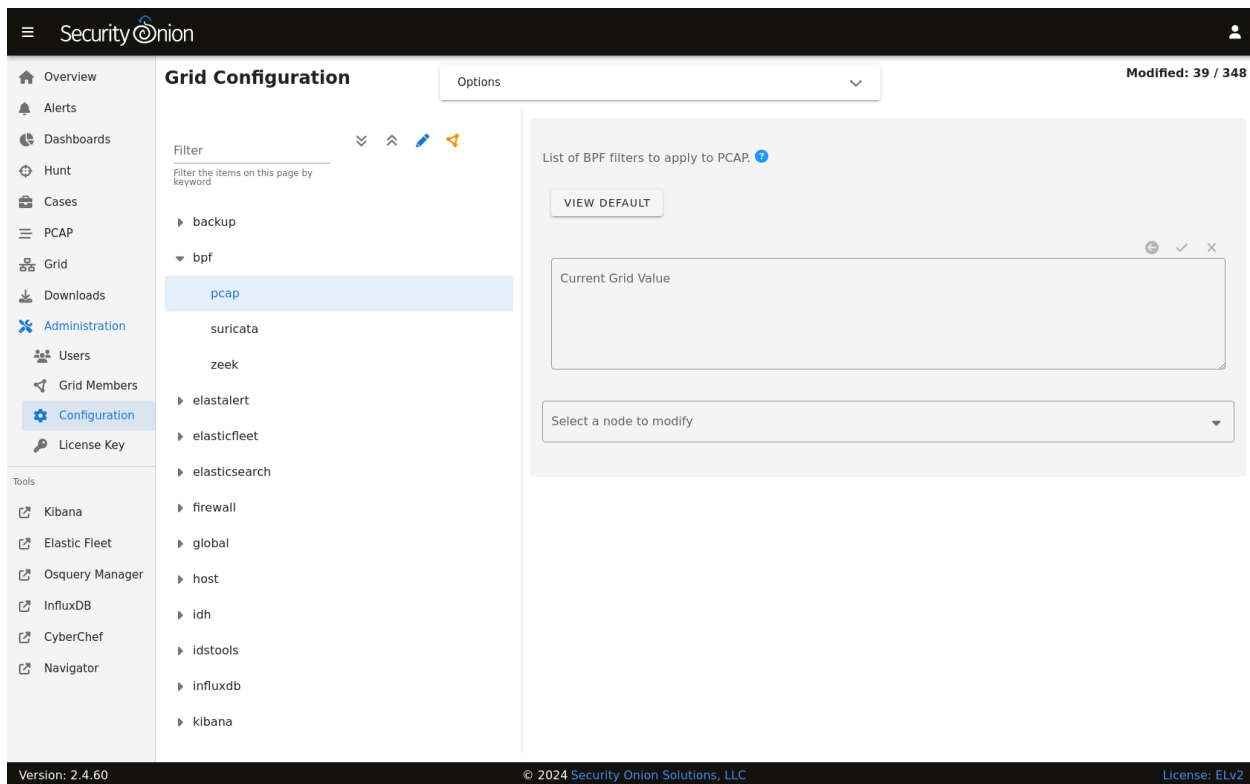 Security Onion
Overview
Alerts
Dashboards
Hunt
Cases
PCAP
Grid
Downloads
Administration
Users
Grid Members
Configuration
License Key
Tools
Kibana
Elastic Fleet
Osquery Manager
InfluxDB
CyberChef
Navigator
Grid Configuration
Options
Modified: 39 / 348
Filter
Filter the items on this page by
keyword
backup
bpf
pcap
suricata
zeek
elastalert
elasticfleet
elasticsearch
firewall
global
host
idh
idstools
influxdb
kibana
List of BPF filters to apply to PCAP. ?
VIEW DEFAULT
Current Grid Value
Select a node to modify
Version: 2.4.60
© 2024 Security Onion Solutions, LLC
License: ELv2